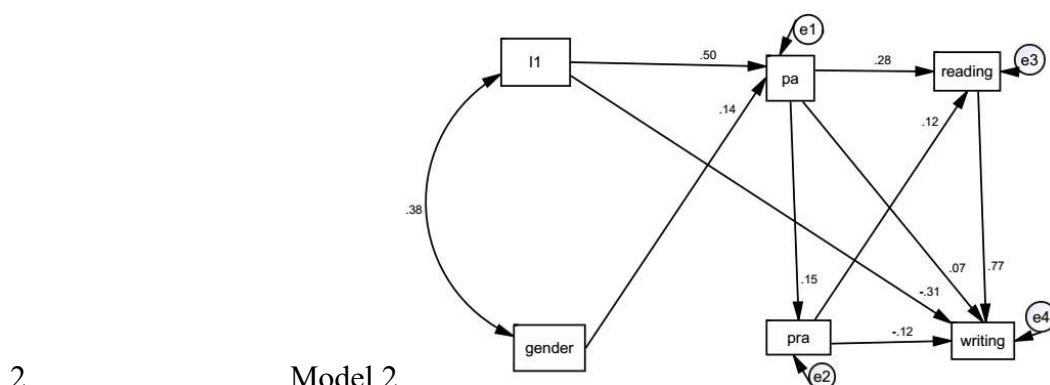 e1
l1
.50
pa
.28
reading
e3
.14
.12
.38
.15
.07
.77
-.31
gender
pra
-.12
writing
e4
e2
2 Model 2